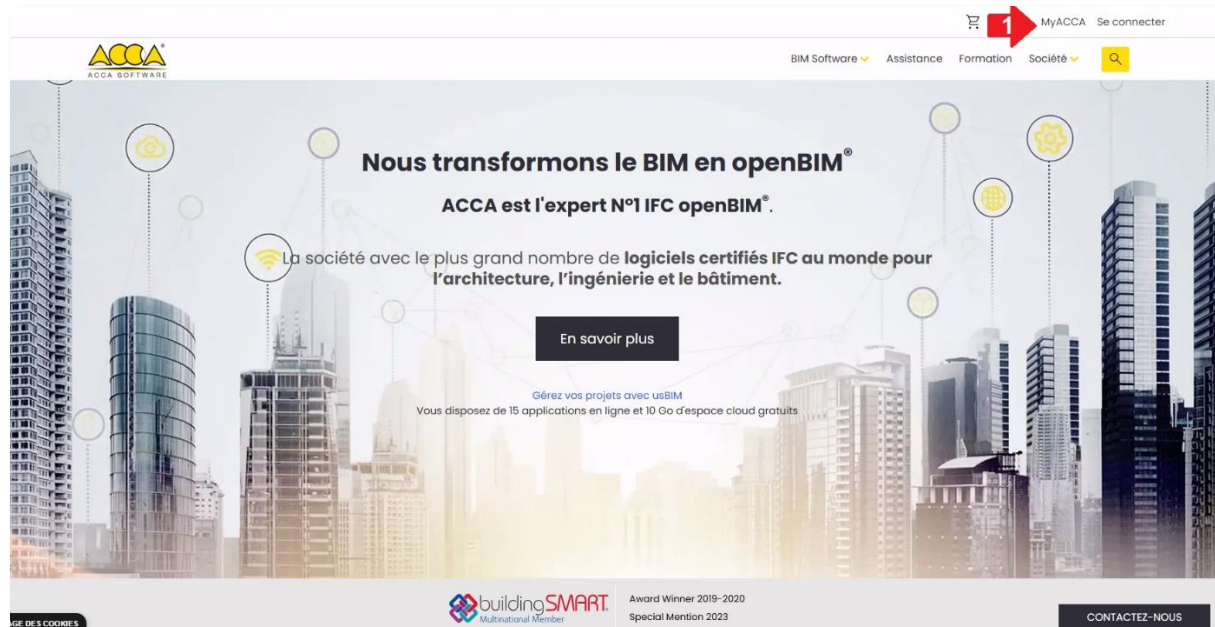 1
MyACCA Se connecter
ACCA®
ACCA SOFTWARE
BIM Software Assistance Formation Société
Nous transformons le BIM en openBIM®
ACCA est l'expert N°1 IFC openBIM®.
La société avec le plus grand nombre de logiciels certifiés IFC au monde pour
l'architecture, l'ingénierie et le bâtiment.
En savoir plus
Gérez vos projets avec usBIM
Vous disposez de 15 applications en ligne et 10 Go d'espace cloud gratuits
buildingSMART®
Multinational Member
Award Winner 2019-2020
Special Mention 2023
AGE DES COOKIES
CONTACTEZ-NOUS